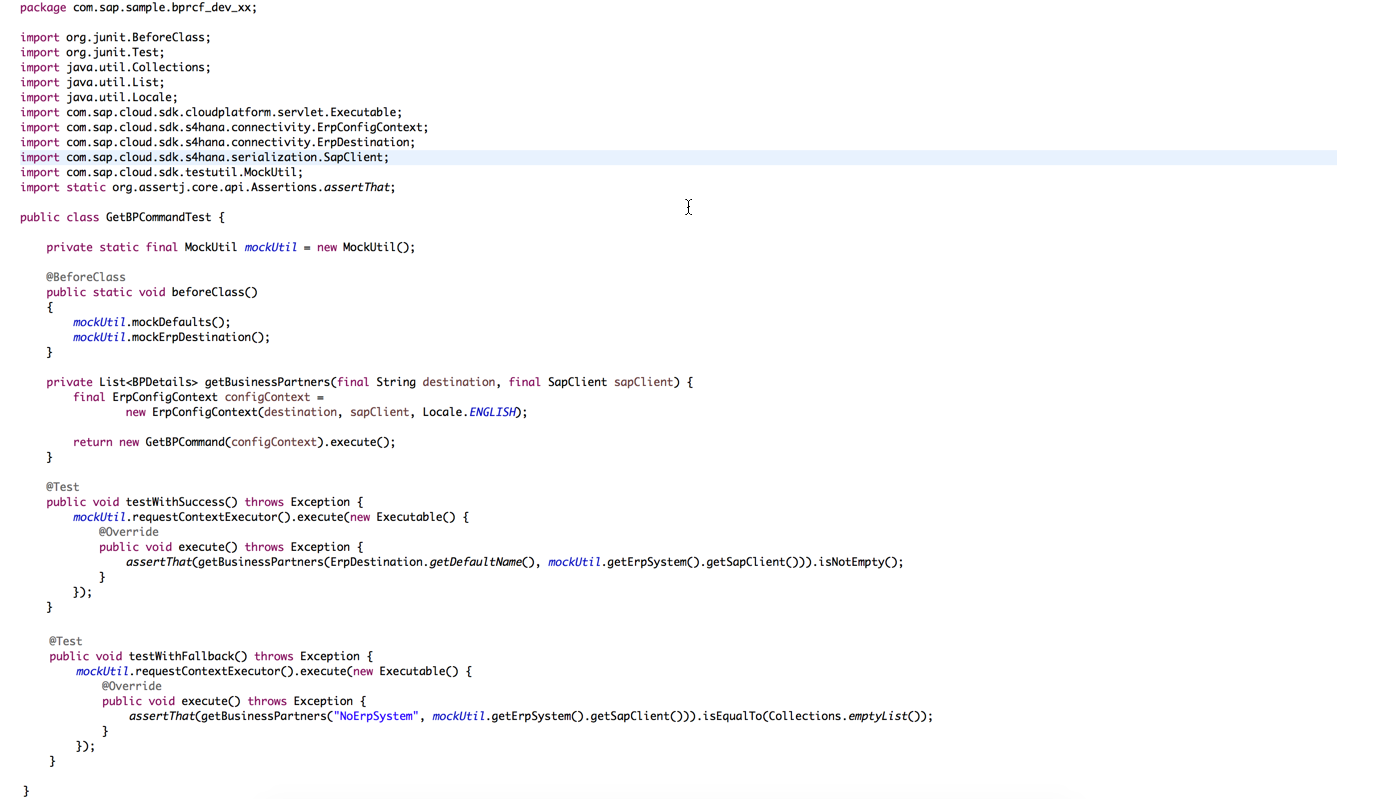 package com.sap.sample.bprcf_dev_xx;
import org.junit.BeforeClass;
import org.junit.Test;
import java.util.Collections;
import java.util.List;
import java.util.Locale;
import com.sap.cloud.sdk.cloudplatform.servlet.Executable;
import com.sap.cloud.sdk.s4hana.connectivity.ErpConfigContext;
import com.sap.cloud.sdk.s4hana.connectivity.ErpDestination;
import com.sap.cloud.sdk.s4hana.serialization.SapClient;
import com.sap.cloud.sdk.testutil.MockUtil;
import static org.assertj.core.api.Assertions.assertThat;
public class GetBPCommandTest {
private static final MockUtil mockUtil = new MockUtil();
@BeforeClass
public static void beforeClass()
{
mockUtil.mockDefaults();
mockUtil.mockErpDestination();
}
private List<BPDetails> getBusinessPartners(final String destination, final SapClient sapClient) {
final ErpConfigContext configContext =
new ErpConfigContext(destination, sapClient, Locale.ENGLISH);
return new GetBPCommand(configContext).execute();
}
@Test
public void testWithSuccess() throws Exception {
mockUtil.requestContextExecutor().execute(new Executable() {
@Override
public void execute() throws Exception {
assertThat(getBusinessPartners(ErpDestination.getDefaultName(), mockUtil.getErpSystem().getSapClient())).isNotEmpty();
}
});
}
@Test
public void testWithFallback() throws Exception {
mockUtil.requestContextExecutor().execute(new Executable() {
@Override
public void execute() throws Exception {
assertThat(getBusinessPartners("NoErpSystem", mockUtil.getErpSystem().getSapClient())).isEqualTo(Collections.emptyList());
}
});
}
}